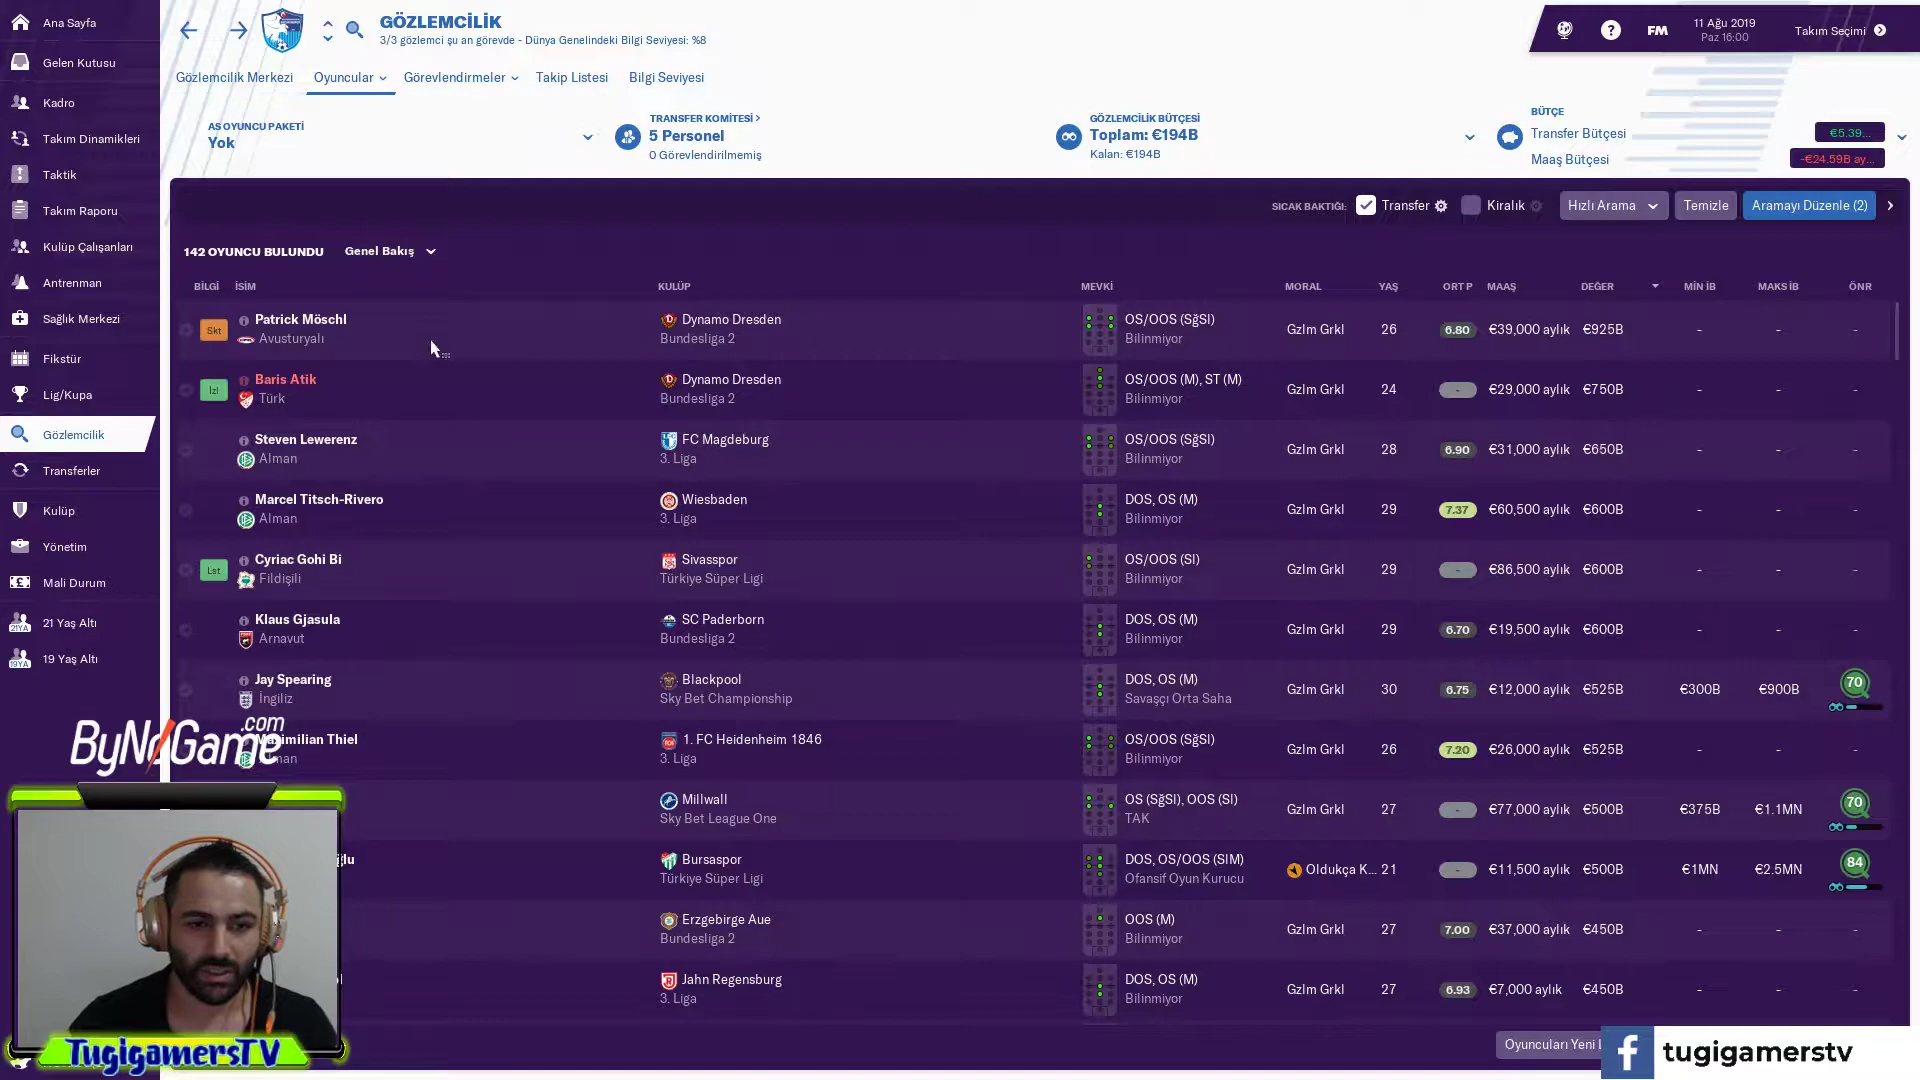 Ana Sayfa
Gelen Kutusu
Kadro
Takım Dinamikleri
Taktik
Takım Raporu
Kulüp Çalışanları
Antrenman
Sağlık Merkezi
Fikstür
Lig/Kupa
Gözlemcilik
Transferler
Kulüp
Yönetim
Mali Durum
21YA 21 Yaş Altı
19YA 19 Yaş Altı
GÖZLEMCİLİK
3/3 gözlemci şu an görevde - Dünya Genelindeki Bilgi Seviyesi: %8
FM
11 Ağu 2019
Paz 16:00
Takım Seçimi
Gözlemcilik Merkezi Oyuncular Görevlendirmeler Takip Listesi Bilgi Seviyesi
AS OYUNCU PAKETİ
Yok
TRANSFER KOMİTESİ >
5 Personel
0 Görevlendirilmemiş
GÖZLEMCİLİK BÜTÇESİ
Toplam: €194B
Kalan: €194B
BÜTÇE
Transfer Bütçesi €5.39...
Maaş Bütçesi -€24.59B ay...
SICAK BAKTIĞI: Transfer Kiralık Hızlı Arama Temizle Aramayı Düzenle (2)
142 OYUNCU BULUNDU Genel Bakış
BİLGİ İSİM KULÜP MEVKİ MORAL YAŞ ORT P MAAŞ DEĞER MİN İB MAKS İB ÖNR
Skt Patrick Möschl Dynamo Dresden OS/OOS (SğSl) Gzlm Grkl 26 6.80 €39,000 aylık €925B - - -
Avusturyalı Bundesliga 2 Bilinmiyor
İzl Baris Atik Dynamo Dresden OS/OOS (M), ST (M) Gzlm Grkl 24 - €29,000 aylık €750B - - -
Türk Bundesliga 2 Bilinmiyor
Steven Lewerenz FC Magdeburg OS/OOS (SğSl) Gzlm Grkl 28 6.90 €31,000 aylık €650B - - -
Alman 3. Liga Bilinmiyor
Marcel Titsch-Rivero Wiesbaden DOS, OS (M) Gzlm Grkl 29 7.37 €60,500 aylık €600B - - -
Alman 3. Liga Bilinmiyor
Lst Cyriac Gohi Bi Sivasspor OS/OOS (Sl) Gzlm Grkl 29 - €86,500 aylık €600B - - -
Fildişili Türkiye Süper Ligi Bilinmiyor
Klaus Gjasula SC Paderborn DOS, OS (M) Gzlm Grkl 29 6.70 €19,500 aylık €600B - - -
Arnavut Bundesliga 2 Bilinmiyor
Jay Spearing Blackpool DOS, OS (M) Gzlm Grkl 30 6.75 €12,000 aylık €525B €300B €900B 70
İngiliz Sky Bet Championship Savaşçı Orta Saha
Maximilian Thiel 1. FC Heidenheim 1846 OS/OOS (SğSl) Gzlm Grkl 26 7.20 €26,000 aylık €525B - - -
3. Liga Bilinmiyor
Millwall OS (SğSl), OOS (Sl) Gzlm Grkl 27 - €77,000 aylık €500B €375B €1.1MN 70
Sky Bet League One TAK
Bursaspor DOS, OS/OOS (SlM) Oldukça K... 21 - €11,500 aylık €500B €1MN €2.5MN 84
Türkiye Süper Ligi Ofansif Oyun Kurucu
Erzgebirge Aue OOS (M) Gzlm Grkl 27 7.00 €37,000 aylık €450B - - -
Bundesliga 2 Bilinmiyor
Jahn Regensburg DOS, OS (M) Gzlm Grkl 27 6.93 €7,000 aylık €450B - - -
3. Liga Bilinmiyor
Oyuncuları Yeni
ByNoGame.com
TugigamersTV
f tugigamerstv